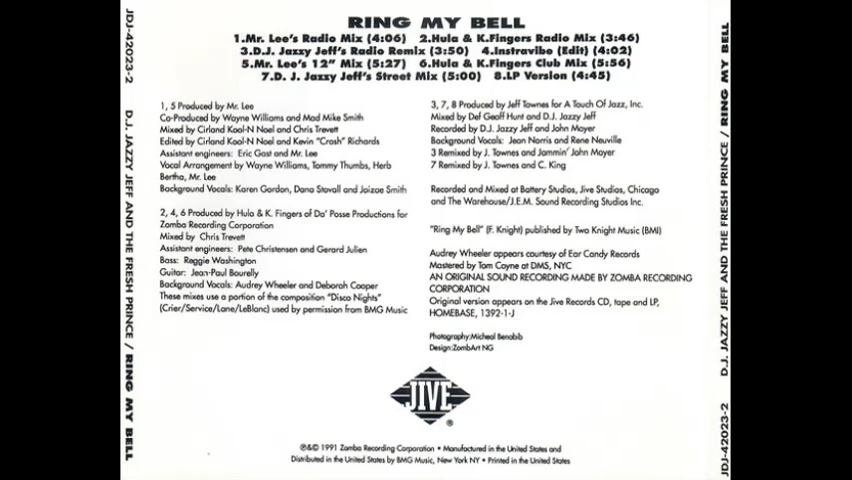 RING MY BELL
1.Mr. Lee's Radio Mix (4:06) 2.Hula & K.Fingers Radio Mix (3:46)
3.D.J. Jazzy Jeff's Radio Remix (3:50) 4.Instravibe (Edit) (4:02)
5.Mr. Lee's 12" Mix (5:27) 6.Hula & K.Fingers Club Mix (5:56)
7.D. J. Jazzy Jeff's Street Mix (5:00) 8.LP Version (4:45)
1, 5 Produced by Mr. Lee
Co-Produced by Wayne Williams and Mad Mike Smith
Mixed by Cirland Kool-N Noel and Chris Trevett
Edited by Cirland Kool-N Noel and Kevin "Crash" Richards
Assistant engineers: Eric Gast and Mr. Lee
Vocal Arrangement by Wayne Williams, Tommy Thumbs, Herb
Bertha, Mr. Lee
Background Vocals: Karen Gordon, Dana Stovall and Joizae Smith
2, 4, 6 Produced by Hula & K. Fingers of Da' Posse Productions for
Zomba Recording Corporation
Mixed by Chris Trevett
Assistant engineers: Pete Christensen and Gerard Julien
Bass: Reggie Washington
Guitar: Jean-Paul Bourelly
Background Vocals: Audrey Wheeler and Deborah Cooper
These mixes use a portion of the composition "Disco Nights"
(Crier/Service/Lane/LeBlanc) used by permission from BMG Music
3, 7, 8 Produced by Jeff Townes for A Touch Of Jazz, Inc.
Mixed by Def Geoff Hunt and D.J. Jazzy Jeff
Recorded by D.J. Jazzy Jeff and John Mayer
Background Vocals: Jean Norris and Rene Neuville
3 Remixed by J. Townes and Jammin' John Mayer
7 Remixed by J. Townes and C. King
Recorded and Mixed at Battery Studios, Jive Studios, Chicago
and The Warehouse/J.E.M. Sound Recording Studios Inc.
"Ring My Bell" (F. Knight) published by Two Knight Music (BMI)
Audrey Wheeler appears courtesy of Ear Candy Records
Mastered by Tom Coyne at DMS, NYC
AN ORIGINAL SOUND RECORDING MADE BY ZOMBA RECORDING
CORPORATION
Original version appears on the Jive Records CD, tape and LP,
HOMEBASE, 1392-1-J
Photography:Micheal Benabib
Design:ZombArt NG
JIVE
®
℗&© 1991 Zomba Recording Corporation • Manufactured in the United States and
Distributed in the United States by BMG Music, New York NY • Printed in the United States
JDJ-42023-2 D.J. JAZZY JEFF AND THE FRESH PRINCE / RING MY BELL
JDJ-42023-2 D.J. JAZZY JEFF AND THE FRESH PRINCE / RING MY BELL